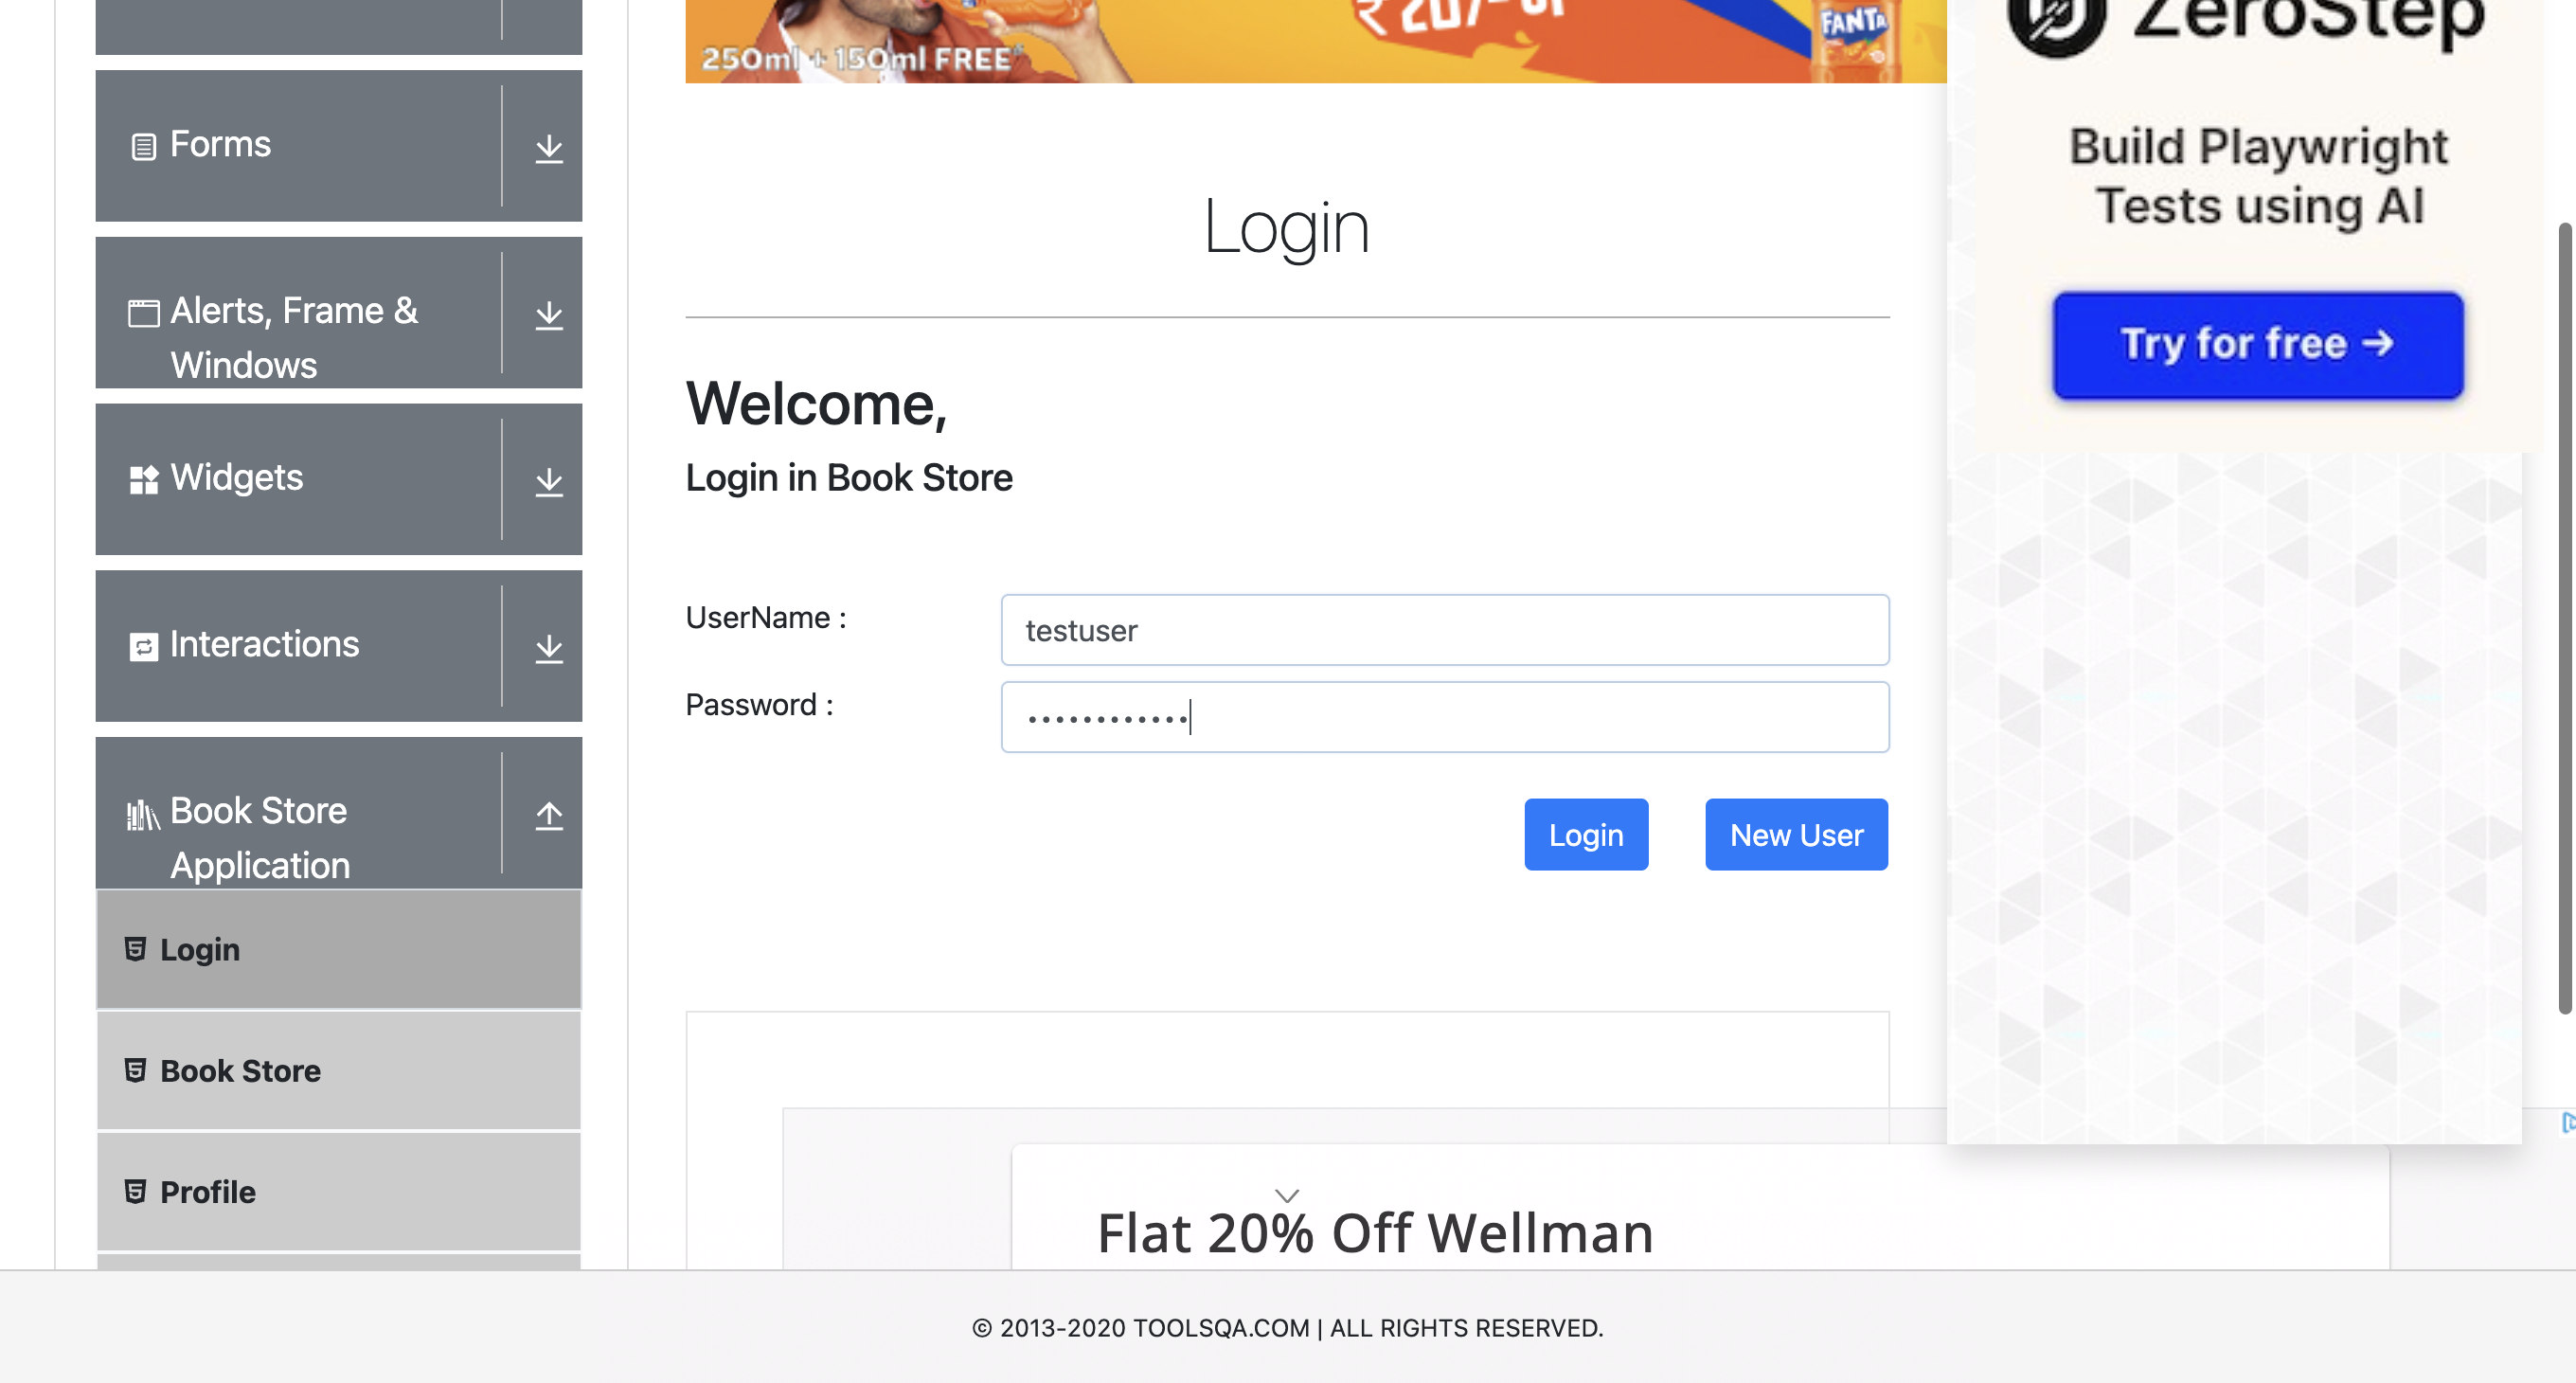 250ml + 150ml FREE*
FANTA
ZeroStep
Build Playwright
Tests using AI
Try for free →
Forms
Alerts, Frame &
Windows
Widgets
Interactions
Book Store
Application
Login
Book Store
Profile
Login
Welcome,
Login in Book Store
UserName :
testuser
Password :
••••••••••••
Login
New User
Flat 20% Off Wellman
© 2013-2020 TOOLSQA.COM | ALL RIGHTS RESERVED.